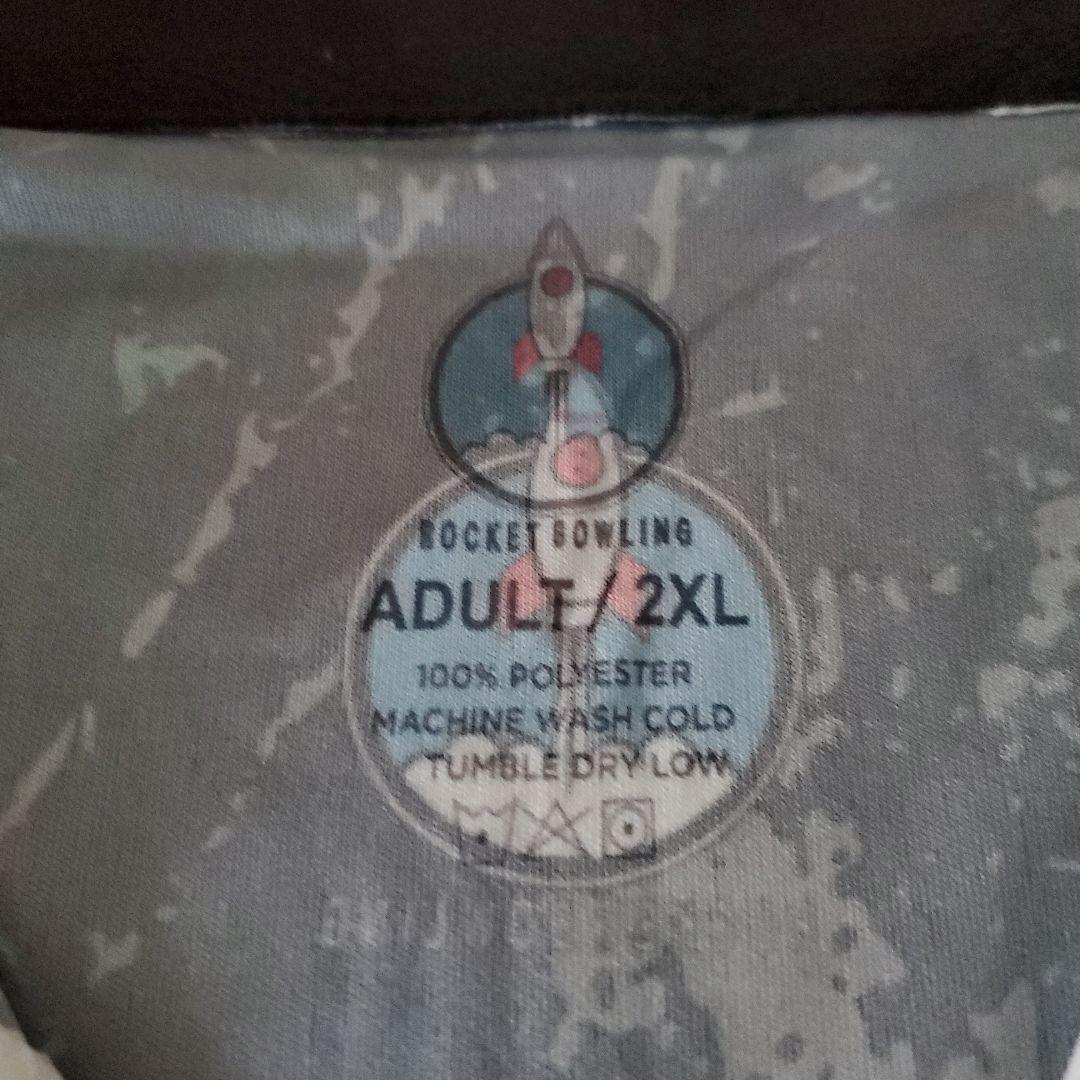 ROCKET BOWLING
ADULT / 2XL
100% POLYESTER
MACHINE WASH COLD
TUMBLE DRY LOW